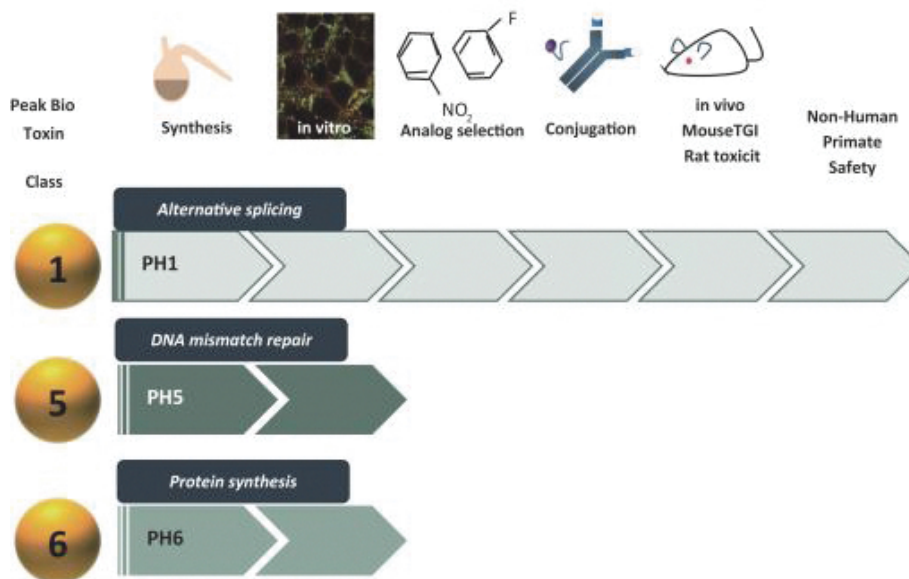 F
NO2
Peak Bio
Toxin
Class
Synthesis
in vitro
Analog selection
Conjugation
in vivo
MouseTGI
Rat toxicit
Non-Human
Primate
Safety
Alternative splicing
1
PH1
DNA mismatch repair
5
PH5
Protein synthesis
6
PH6